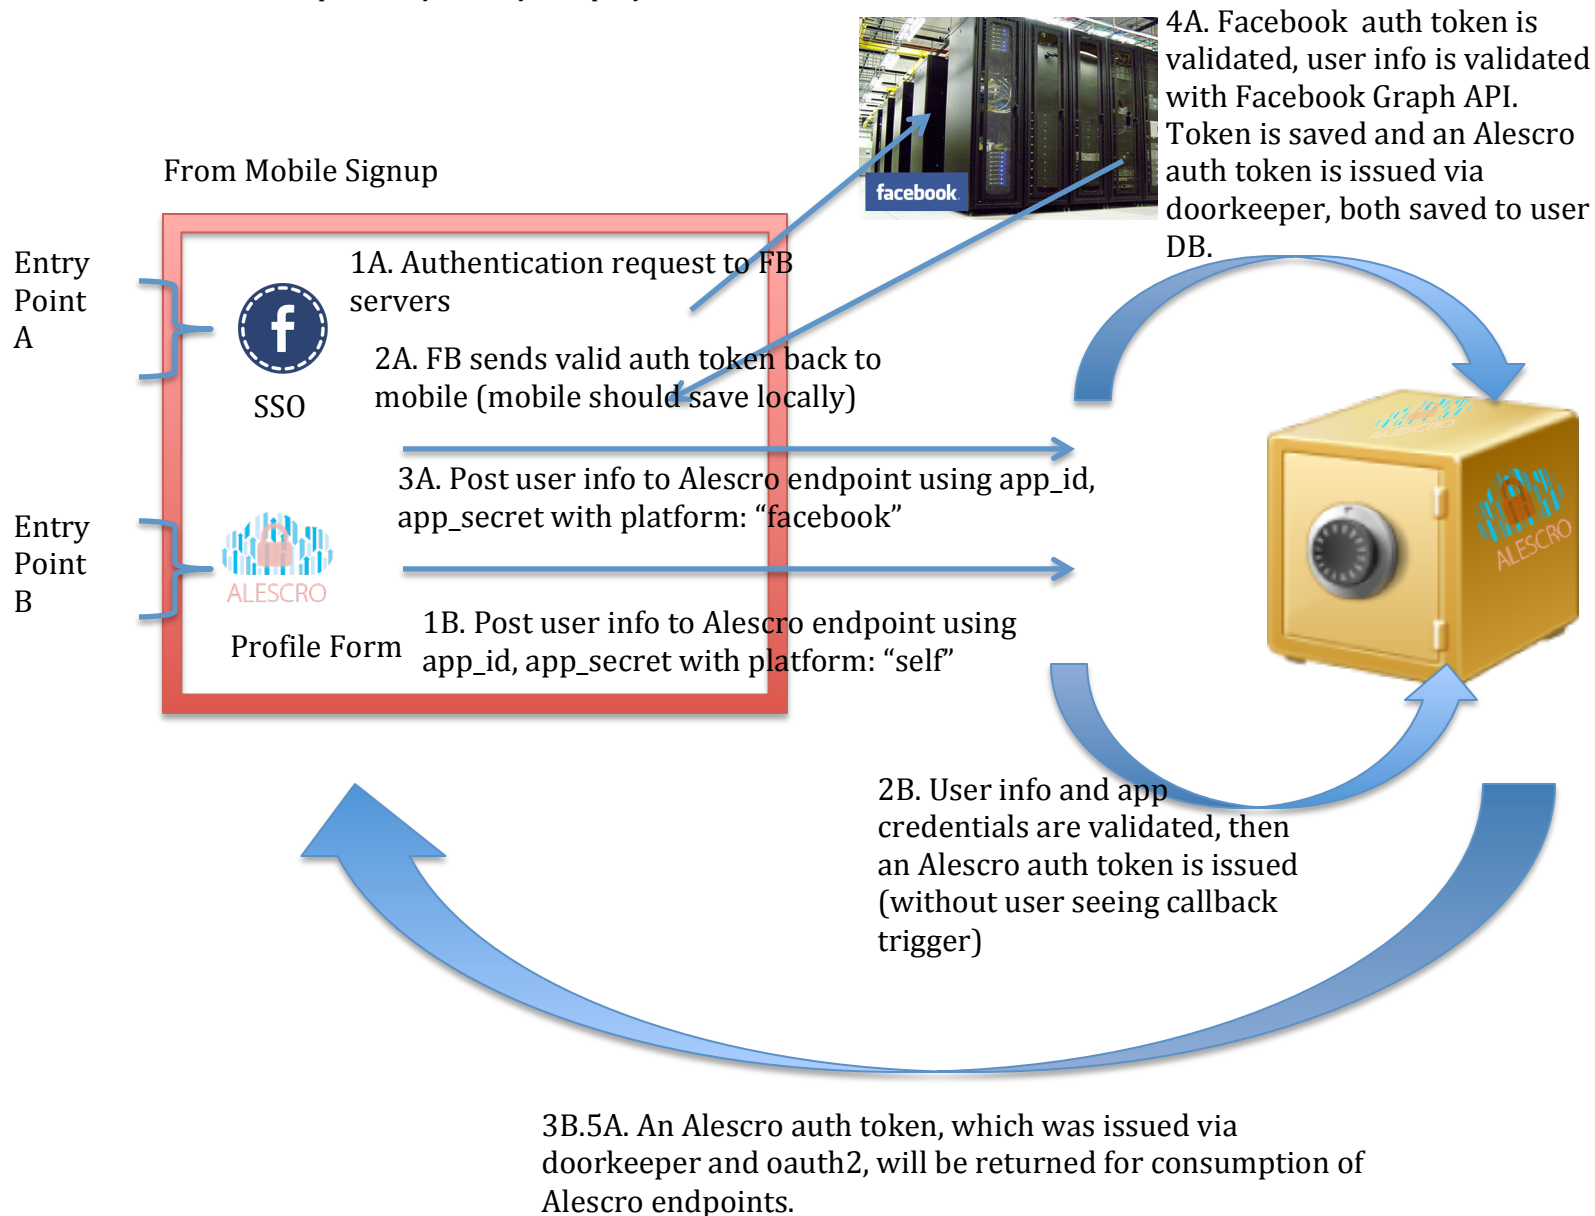 4A. Facebook auth token is
validated, user info is validated
with Facebook Graph API.
Token is saved and an Alescro
auth token is issued via
doorkeeper, both saved to user
DB.
facebook
From Mobile Signup
Entry
Point
A
f
SSO
1A. Authentication request to FB
servers
2A. FB sends valid auth token back to
mobile (mobile should save locally)
3A. Post user info to Alescro endpoint using app_id,
app_secret with platform: “facebook”
Entry
Point
B
ALESCRO
Profile Form
1B. Post user info to Alescro endpoint using
app_id, app_secret with platform: “self”
ALESCRO
ALESCRO
2B. User info and app
credentials are validated, then
an Alescro auth token is issued
(without user seeing callback
trigger)
3B.5A. An Alescro auth token, which was issued via
doorkeeper and oauth2, will be returned for consumption of
Alescro endpoints.